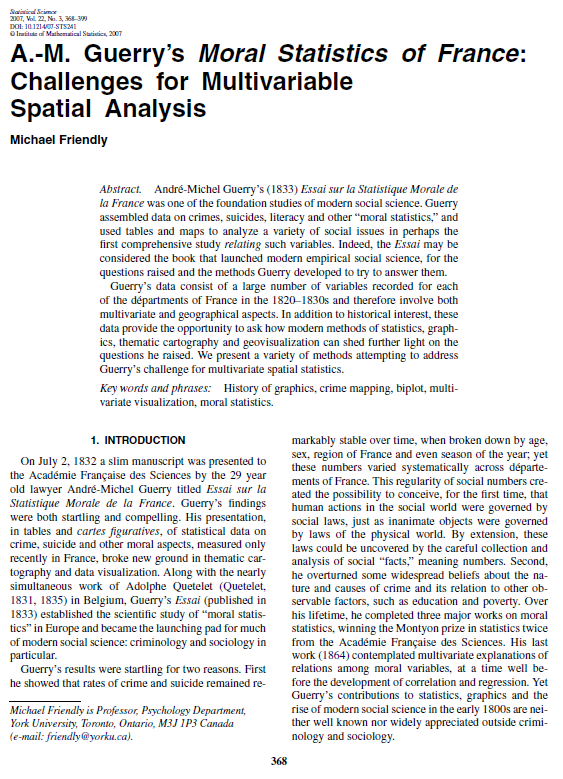 Statistical Science
2007, Vol. 22, No. 3, 368–399
DOI: 10.1214/07-STS241
© Institute of Mathematical Statistics, 2007
A.-M. Guerry’s Moral Statistics of France:
Challenges for Multivariable
Spatial Analysis
Michael Friendly
Abstract. André-Michel Guerry’s (1833) Essai sur la Statistique Morale de
la France was one of the foundation studies of modern social science. Guerry
assembled data on crimes, suicides, literacy and other “moral statistics,” and
used tables and maps to analyze a variety of social issues in perhaps the
first comprehensive study relating such variables. Indeed, the Essai may be
considered the book that launched modern empirical social science, for the
questions raised and the methods Guerry developed to try to answer them.
Guerry’s data consist of a large number of variables recorded for each
of the départments of France in the 1820–1830s and therefore involve both
multivariate and geographical aspects. In addition to historical interest, these
data provide the opportunity to ask how modern methods of statistics, graph-
ics, thematic cartography and geovisualization can shed further light on the
questions he raised. We present a variety of methods attempting to address
Guerry’s challenge for multivariate spatial statistics.
Key words and phrases: History of graphics, crime mapping, biplot, multi-
variate visualization, moral statistics.
1. INTRODUCTION
On July 2, 1832 a slim manuscript was presented to
the Académie Française des Sciences by the 29 year
old lawyer André-Michel Guerry titled Essai sur la
Statistique Morale de la France. Guerry’s findings
were both startling and compelling. His presentation,
in tables and cartes figuratives, of statistical data on
crime, suicide and other moral aspects, measured only
recently in France, broke new ground in thematic car-
tography and data visualization. Along with the nearly
simultaneous work of Adolphe Quetelet (Quetelet,
1831, 1835) in Belgium, Guerry’s Essai (published in
1833) established the scientific study of “moral statis-
tics” in Europe and became the launching pad for much
of modern social science: criminology and sociology in
particular.
Guerry’s results were startling for two reasons. First
he showed that rates of crime and suicide remained re-
Michael Friendly is Professor, Psychology Department,
York University, Toronto, Ontario, M3J 1P3 Canada
(e-mail: friendly@yorku.ca).
markably stable over time, when broken down by age,
sex, region of France and even season of the year; yet
these numbers varied systematically across départe-
ments of France. This regularity of social numbers cre-
ated the possibility to conceive, for the first time, that
human actions in the social world were governed by
social laws, just as inanimate objects were governed
by laws of the physical world. By extension, these
laws could be uncovered by the careful collection and
analysis of social “facts,” meaning numbers. Second,
he overturned some widespread beliefs about the na-
ture and causes of crime and its relation to other ob-
servable factors, such as education and poverty. Over
his lifetime, he completed three major works on moral
statistics, winning the Montyon prize in statistics twice
from the Académie Française des Sciences. His last
work (1864) contemplated multivariate explanations of
relations among moral variables, at a time well be-
fore the development of correlation and regression. Yet
Guerry’s contributions to statistics, graphics and the
rise of modern social science in the early 1800s are nei-
ther well known nor widely appreciated outside crimi-
nology and sociology.
368